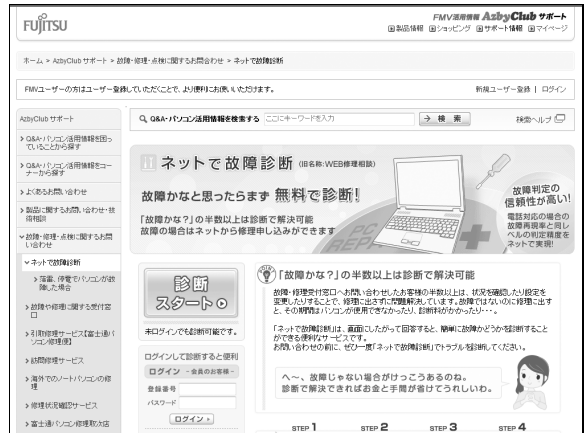 FUJITSU
FMV活用情報 AzbyClub サポート
製品情報 ショッピング サポート情報 マイページ
ホーム > AzbyClub サポート > 故障・修理・点検に関するお問合わせ > ネットで故障診断
FMVユーザーの方はユーザー登録していただくことで、より便利にお使いいただけます。
新規ユーザー登録 | ログイン
AzbyClub サポート
Q&A・パソコン活用情報を検索する ここにキーワードを入力 検索 検索ヘルプ
Q&A・パソコン活用情報を困っ
ていることから探す
Q&A・パソコン活用情報をコー
ナーから探す
よくあるお問い合わせ
製品に関するお問い合わせ・技
術相談
故障・修理・点検に関するお問
い合わせ
ネットで故障診断
落雷、停電でパソコンが故
障した場合
故障や修理に関する受付窓
口
引取修理サービス【富士通パ
ソコン修理便】
訪問修理サービス
海外でのノートパソコンの修
理
修理状況確認サービス
富士通パソコン修理取次店
ネットで故障診断 (旧名称:WEB修理相談)
故障かなと思ったらまず 無料で診断!
「故障かな?」の半数以上は診断で解決可能
故障の場合はネットから修理申し込みができます
PC
REPAIR
故障判定の
信頼性が高い!
電話対応の場合の
故障再現率と同レ
ベルの判定精度を
ネットで実現!
診断
スタート
未ログインでも診断可能です。
ログインして診断すると便利
ログイン -会員のお客様-
登録番号
パスワード
ログイン
「故障かな?」の半数以上は診断で解決可能
故障・修理受付窓口へお問い合わせしたお客様の半数以上は、状況を確認したり設定を
変更したりすることで、修理に出さずに問題解決しています。故障ではないのに修理に出す
と、その期間はパソコンが使用できなかったり、診断料がかかったり・・・。
「ネットで故障診断」は、画面にしたがって回答すると、簡単に故障かどうかを診断すること
ができる便利なサービスです。
お問い合わせの前に、ぜひ一度「ネットで故障診断」でトラブルを診断してください。
へ~、故障じゃない場合がけっこうあるのね。
診断で解決できればお金と手間が省けてうれしいわ。
STEP 1 STEP 2 STEP 3 STEP 4